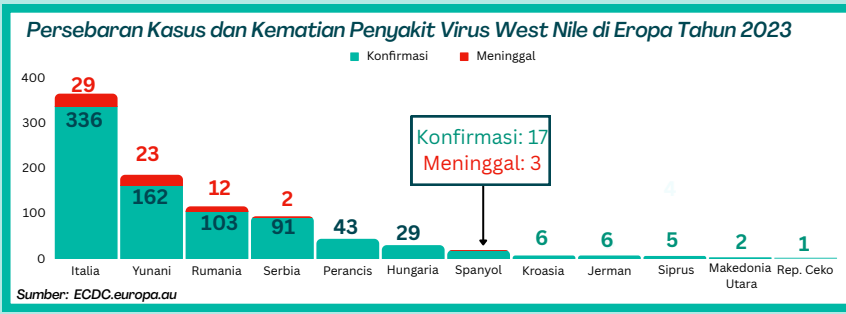 Persebaran Kasus dan Kematian Penyakit Virus West Nile di Eropa Tahun 2023
Konfirmasi
Meninggal
400
300
200
100
0
29
336
23
162
12
103
2
91
43
29
Konfirmasi: 17
Meninggal: 3
6
6
4
5
2
1
Italia
Yunani
Rumania
Serbia
Perancis
Hungaria
Spanyol
Kroasia
Jerman
Siprus
Makedonia
Utara
Rep. Ceko
Sumber: ECDC.europa.au